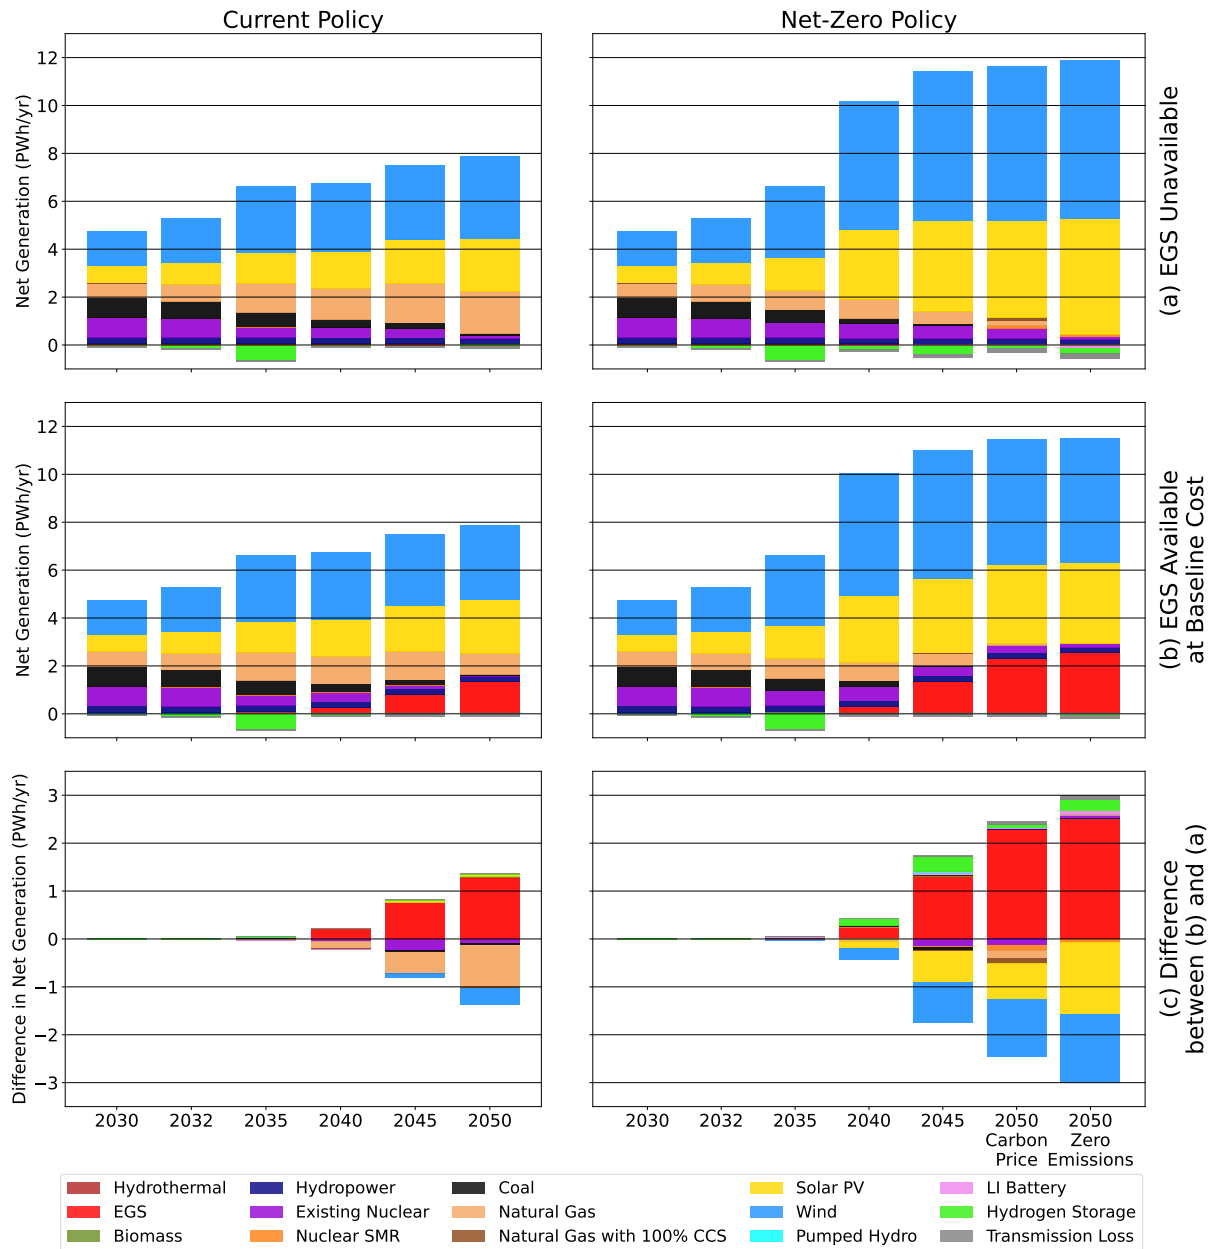 Current Policy
Net-Zero Policy
Net Generation (PWh/yr)
12
10
8
6
4
2
0
(a) EGS Unavailable
Net Generation (PWh/yr)
12
10
8
6
4
2
0
(b) EGS Available
at Baseline Cost
Difference in Net Generation (PWh/yr)
3
2
1
0
−1
−2
−3
(c) Difference
between (b) and (a)
2030 2032 2035 2040 2045 2050
2030 2032 2035 2040 2045 2050 2050
Carbon Zero
Price Emissions
Hydrothermal Hydropower Coal Solar PV LI Battery
EGS Existing Nuclear Natural Gas Wind Hydrogen Storage
Biomass Nuclear SMR Natural Gas with 100% CCS Pumped Hydro Transmission Loss